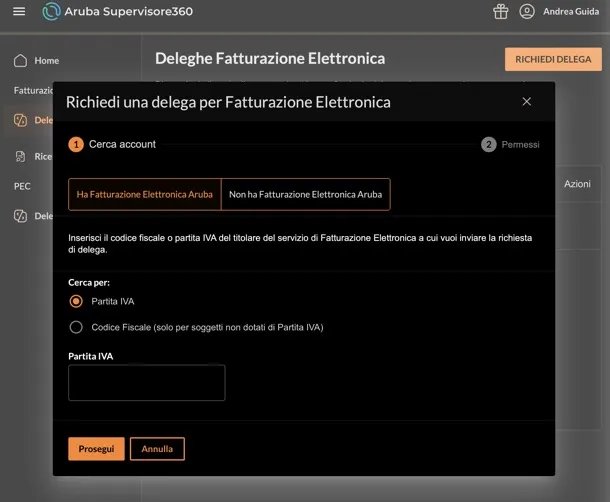 Aruba Supervisore360
Andrea Guida
Home
Deleghe Fatturazione Elettronica
RICHIEDI DELEGA
Fatturazio
Richiedi una delega per Fatturazione Elettronica
Dele
1 Cerca account
2 Permessi
Rice
PEC
Azioni
Ha Fatturazione Elettronica Aruba
Non ha Fatturazione Elettronica Aruba
Dele
Inserisci il codice fiscale o partita IVA del titolare del servizio di Fatturazione Elettronica a cui vuoi inviare la richiesta
di delega.
Cerca per:
Partita IVA
Codice Fiscale (solo per soggetti non dotati di Partita IVA)
Partita IVA
Prosegui
Annulla